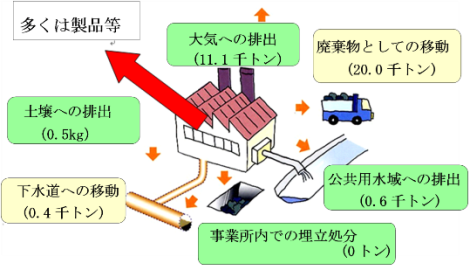 多くは製品等
大気への排出
(11.1千トン)
廃棄物としての移動
(20.0千トン)
土壌への排出
(0.5kg)
下水道への移動
(0.4千トン)
公共用水域への排出
(0.6千トン)
事業所内での埋立処分
(0トン)